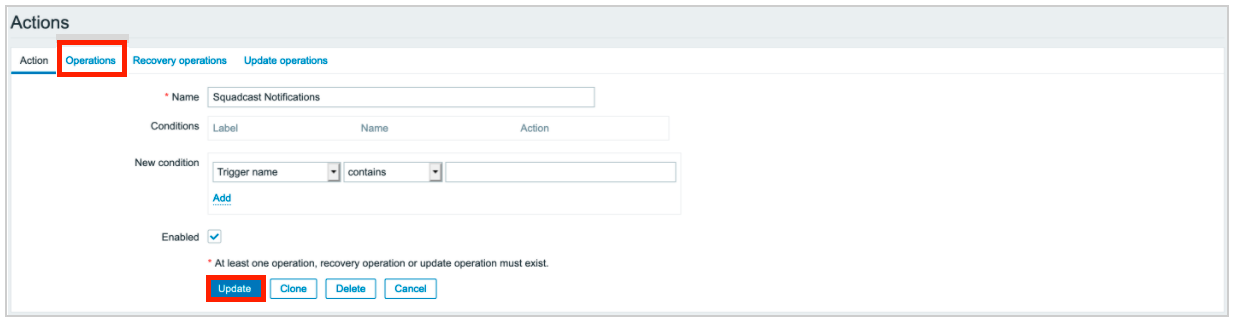 Actions
Action Operations Recovery operations Update operations
* Name Squadcast Notifications
Conditions Label Name Action
New condition
Trigger name contains
Add
Enabled
* At least one operation, recovery operation or update operation must exist.
Update Clone Delete Cancel